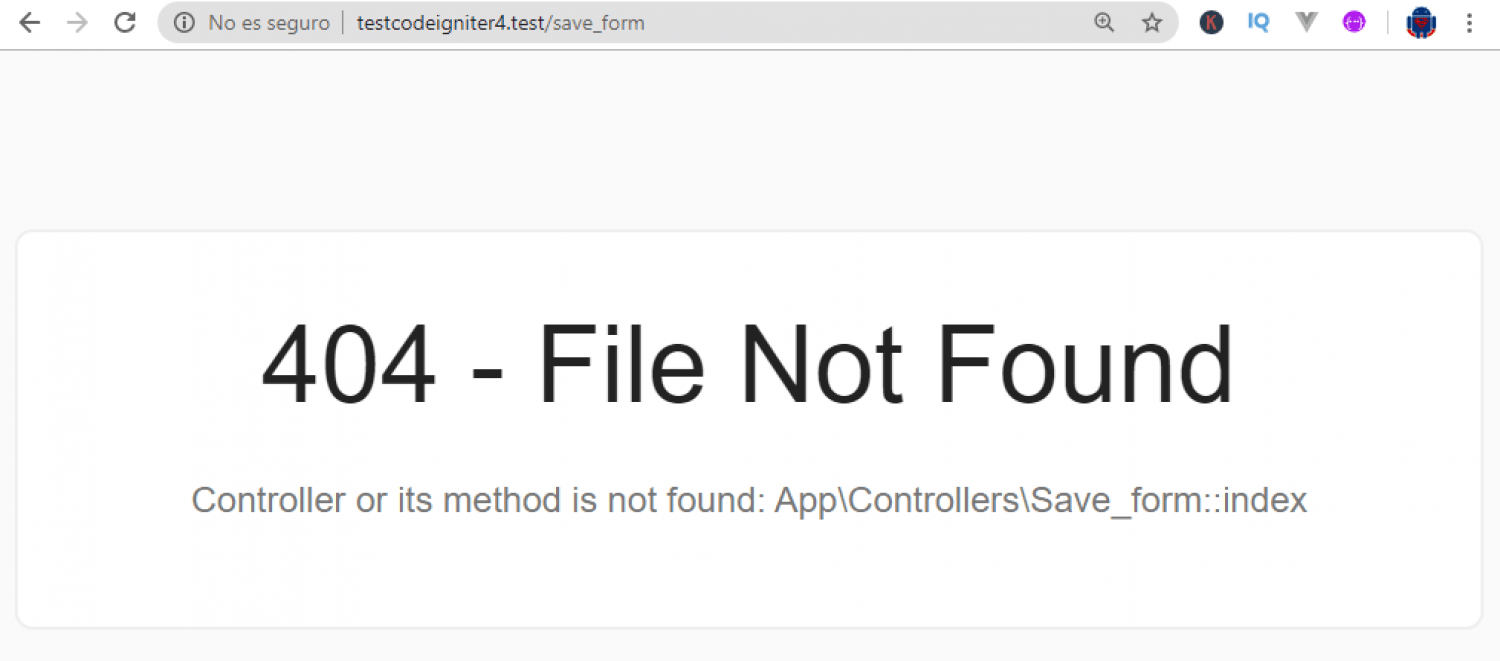 No es seguro | testcodeigniter4.test/save_form
K IQ
404 - File Not Found
Controller or its method is not found: App\Controllers\Save_form::index